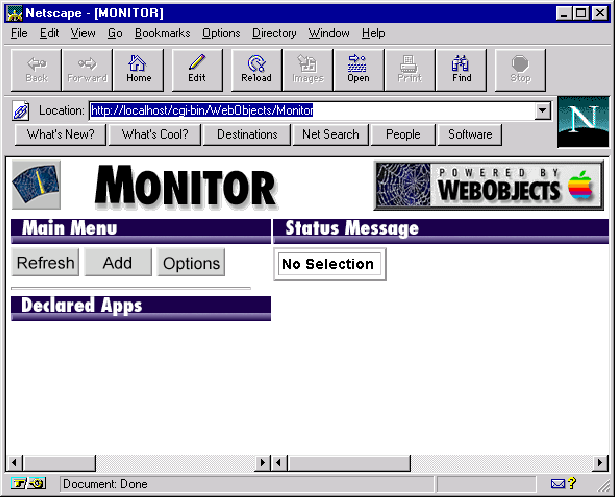 Netscape - [MONITOR]
File Edit View Go Bookmarks Options Directory Window Help
Back Forward Home Edit Reload Images Open Print Find Stop
Location: http://localhost/cgi-bin/WebObjects/Monitor
N
What's New? What's Cool? Destinations Net Search People Software
MONITOR
POWERED BY
WEBOBJECTS
Main Menu
Status Message
Refresh Add Options
No Selection
Declared Apps
Document: Done
?